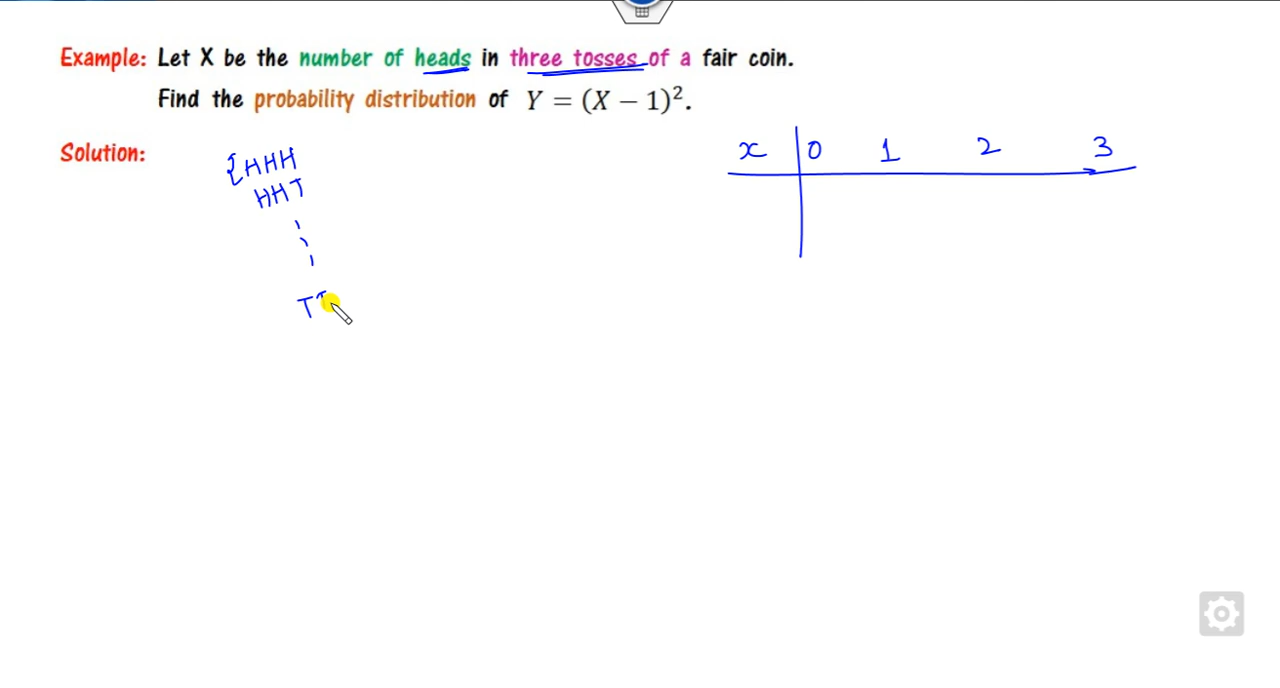 Example: Let X be the number of heads in three tosses of a fair coin.
Find the probability distribution of Y = (X − 1)².
Solution:
{HHH
HHT
TT
x 0 1 2 3